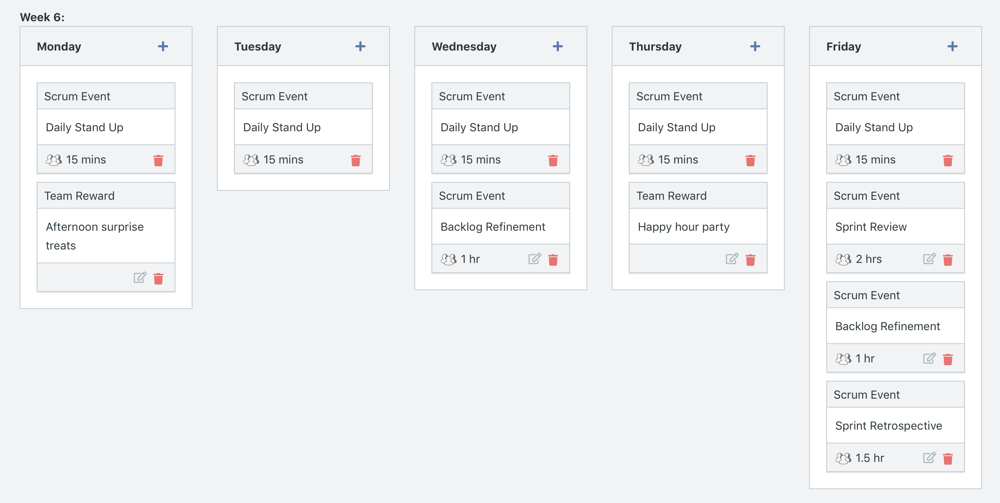 Week 6:
Monday
Scrum Event
Daily Stand Up
15 mins
Team Reward
Afternoon surprise
treats
Tuesday
Scrum Event
Daily Stand Up
15 mins
Wednesday
Scrum Event
Daily Stand Up
15 mins
Scrum Event
Backlog Refinement
1 hr
Thursday
Scrum Event
Daily Stand Up
15 mins
Team Reward
Happy hour party
Friday
Scrum Event
Daily Stand Up
15 mins
Scrum Event
Sprint Review
2 hrs
Scrum Event
Backlog Refinement
1 hr
Scrum Event
Sprint Retrospective
1.5 hr